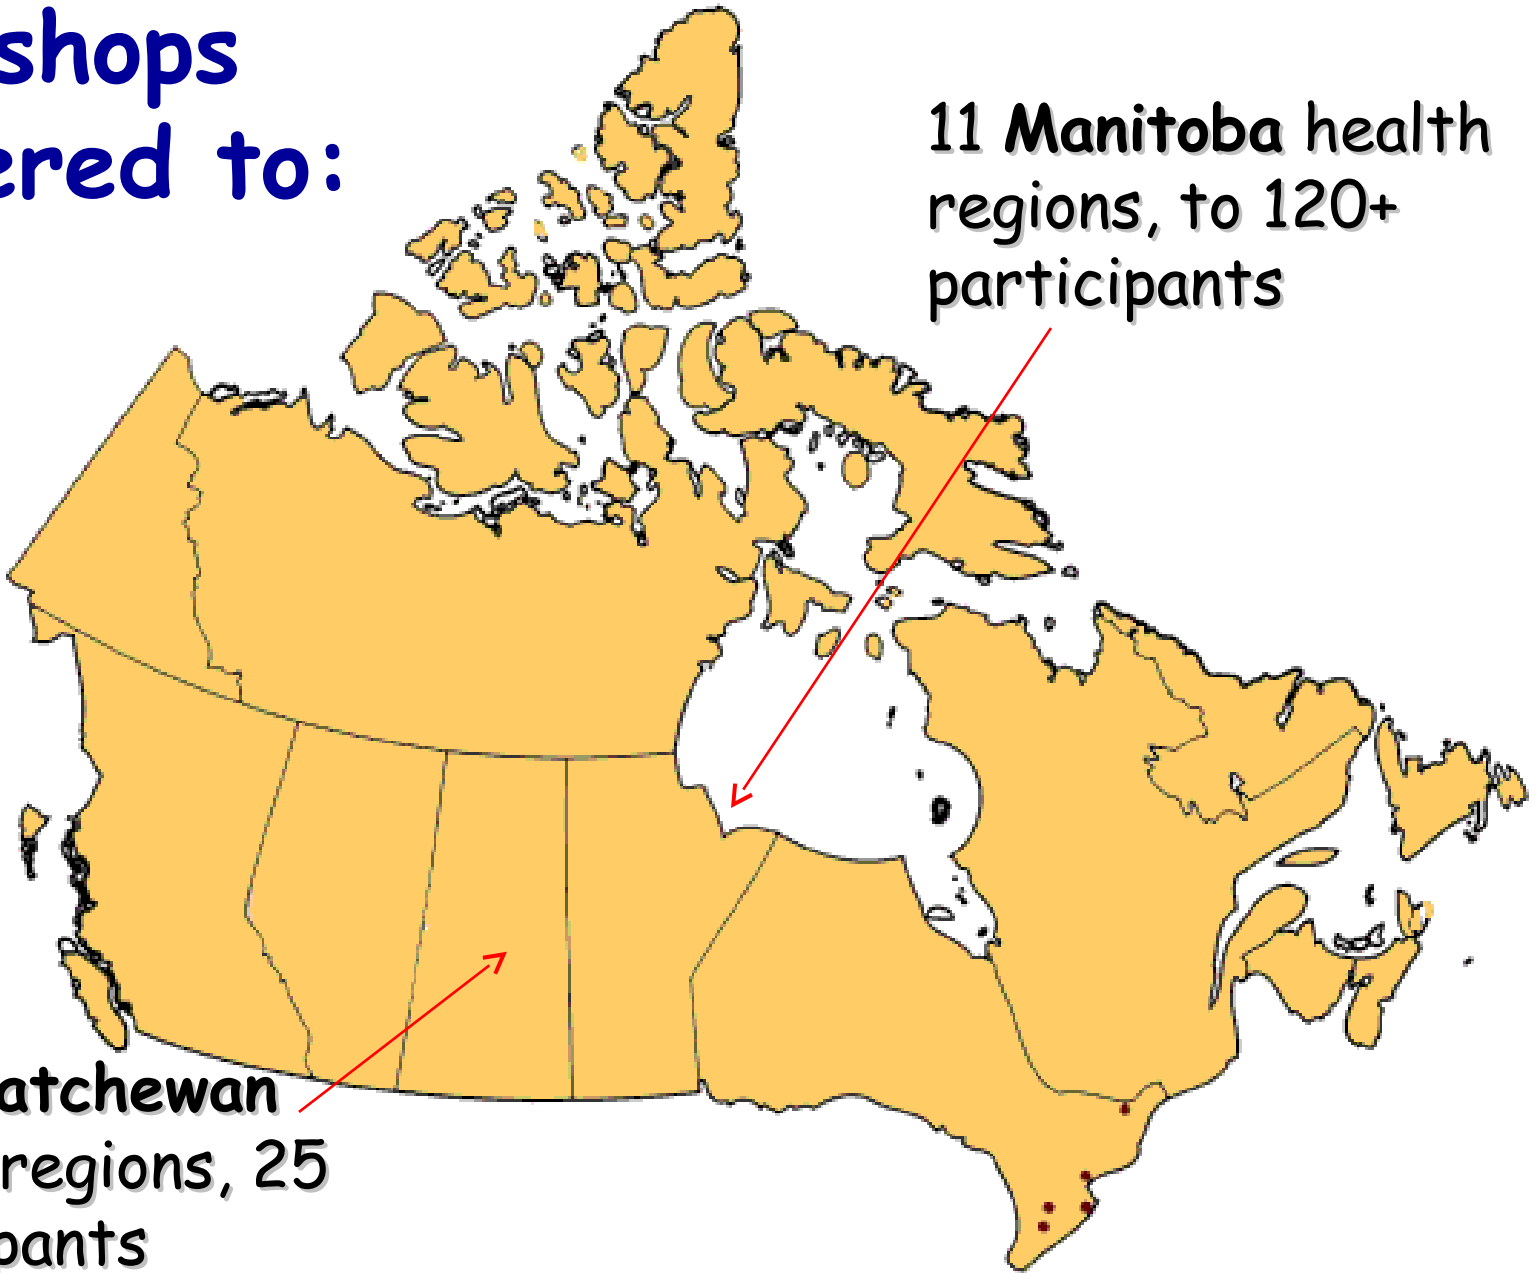 shops
ered to:
11 Manitoba health
regions, to 120+
participants
atchewan
regions, 25
pants